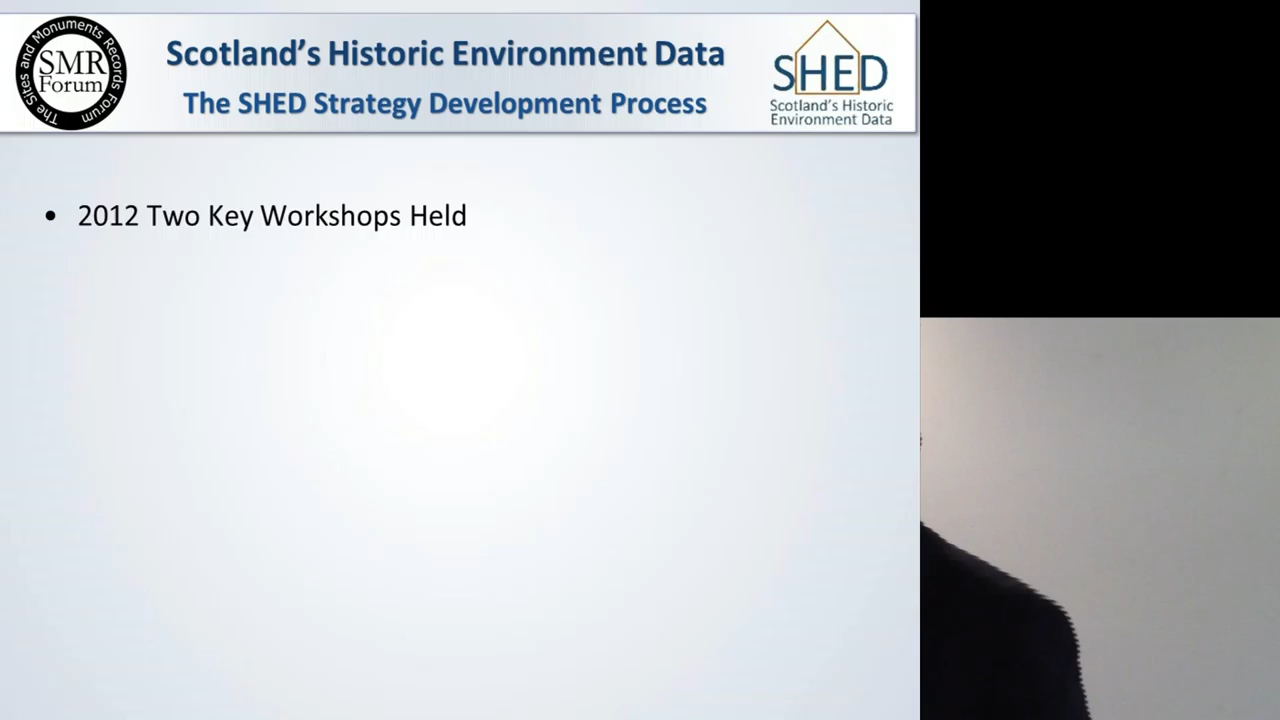 The Sites and Monuments Records Forum
SMR
Forum
Scotland's Historic Environment Data
The SHED Strategy Development Process
SHED
Scotland's Historic
Environment Data
• 2012 Two Key Workshops Held